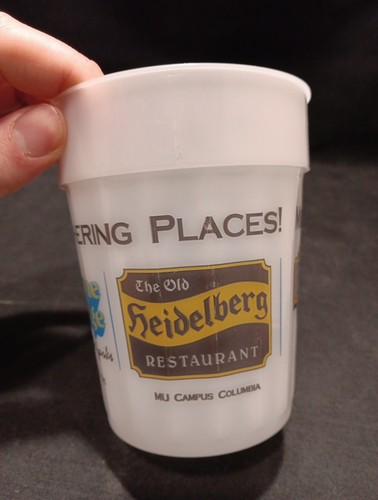 ERING PLACES!
The Old
Heidelberg
RESTAURANT
MU CAMPUS COLUMBIA